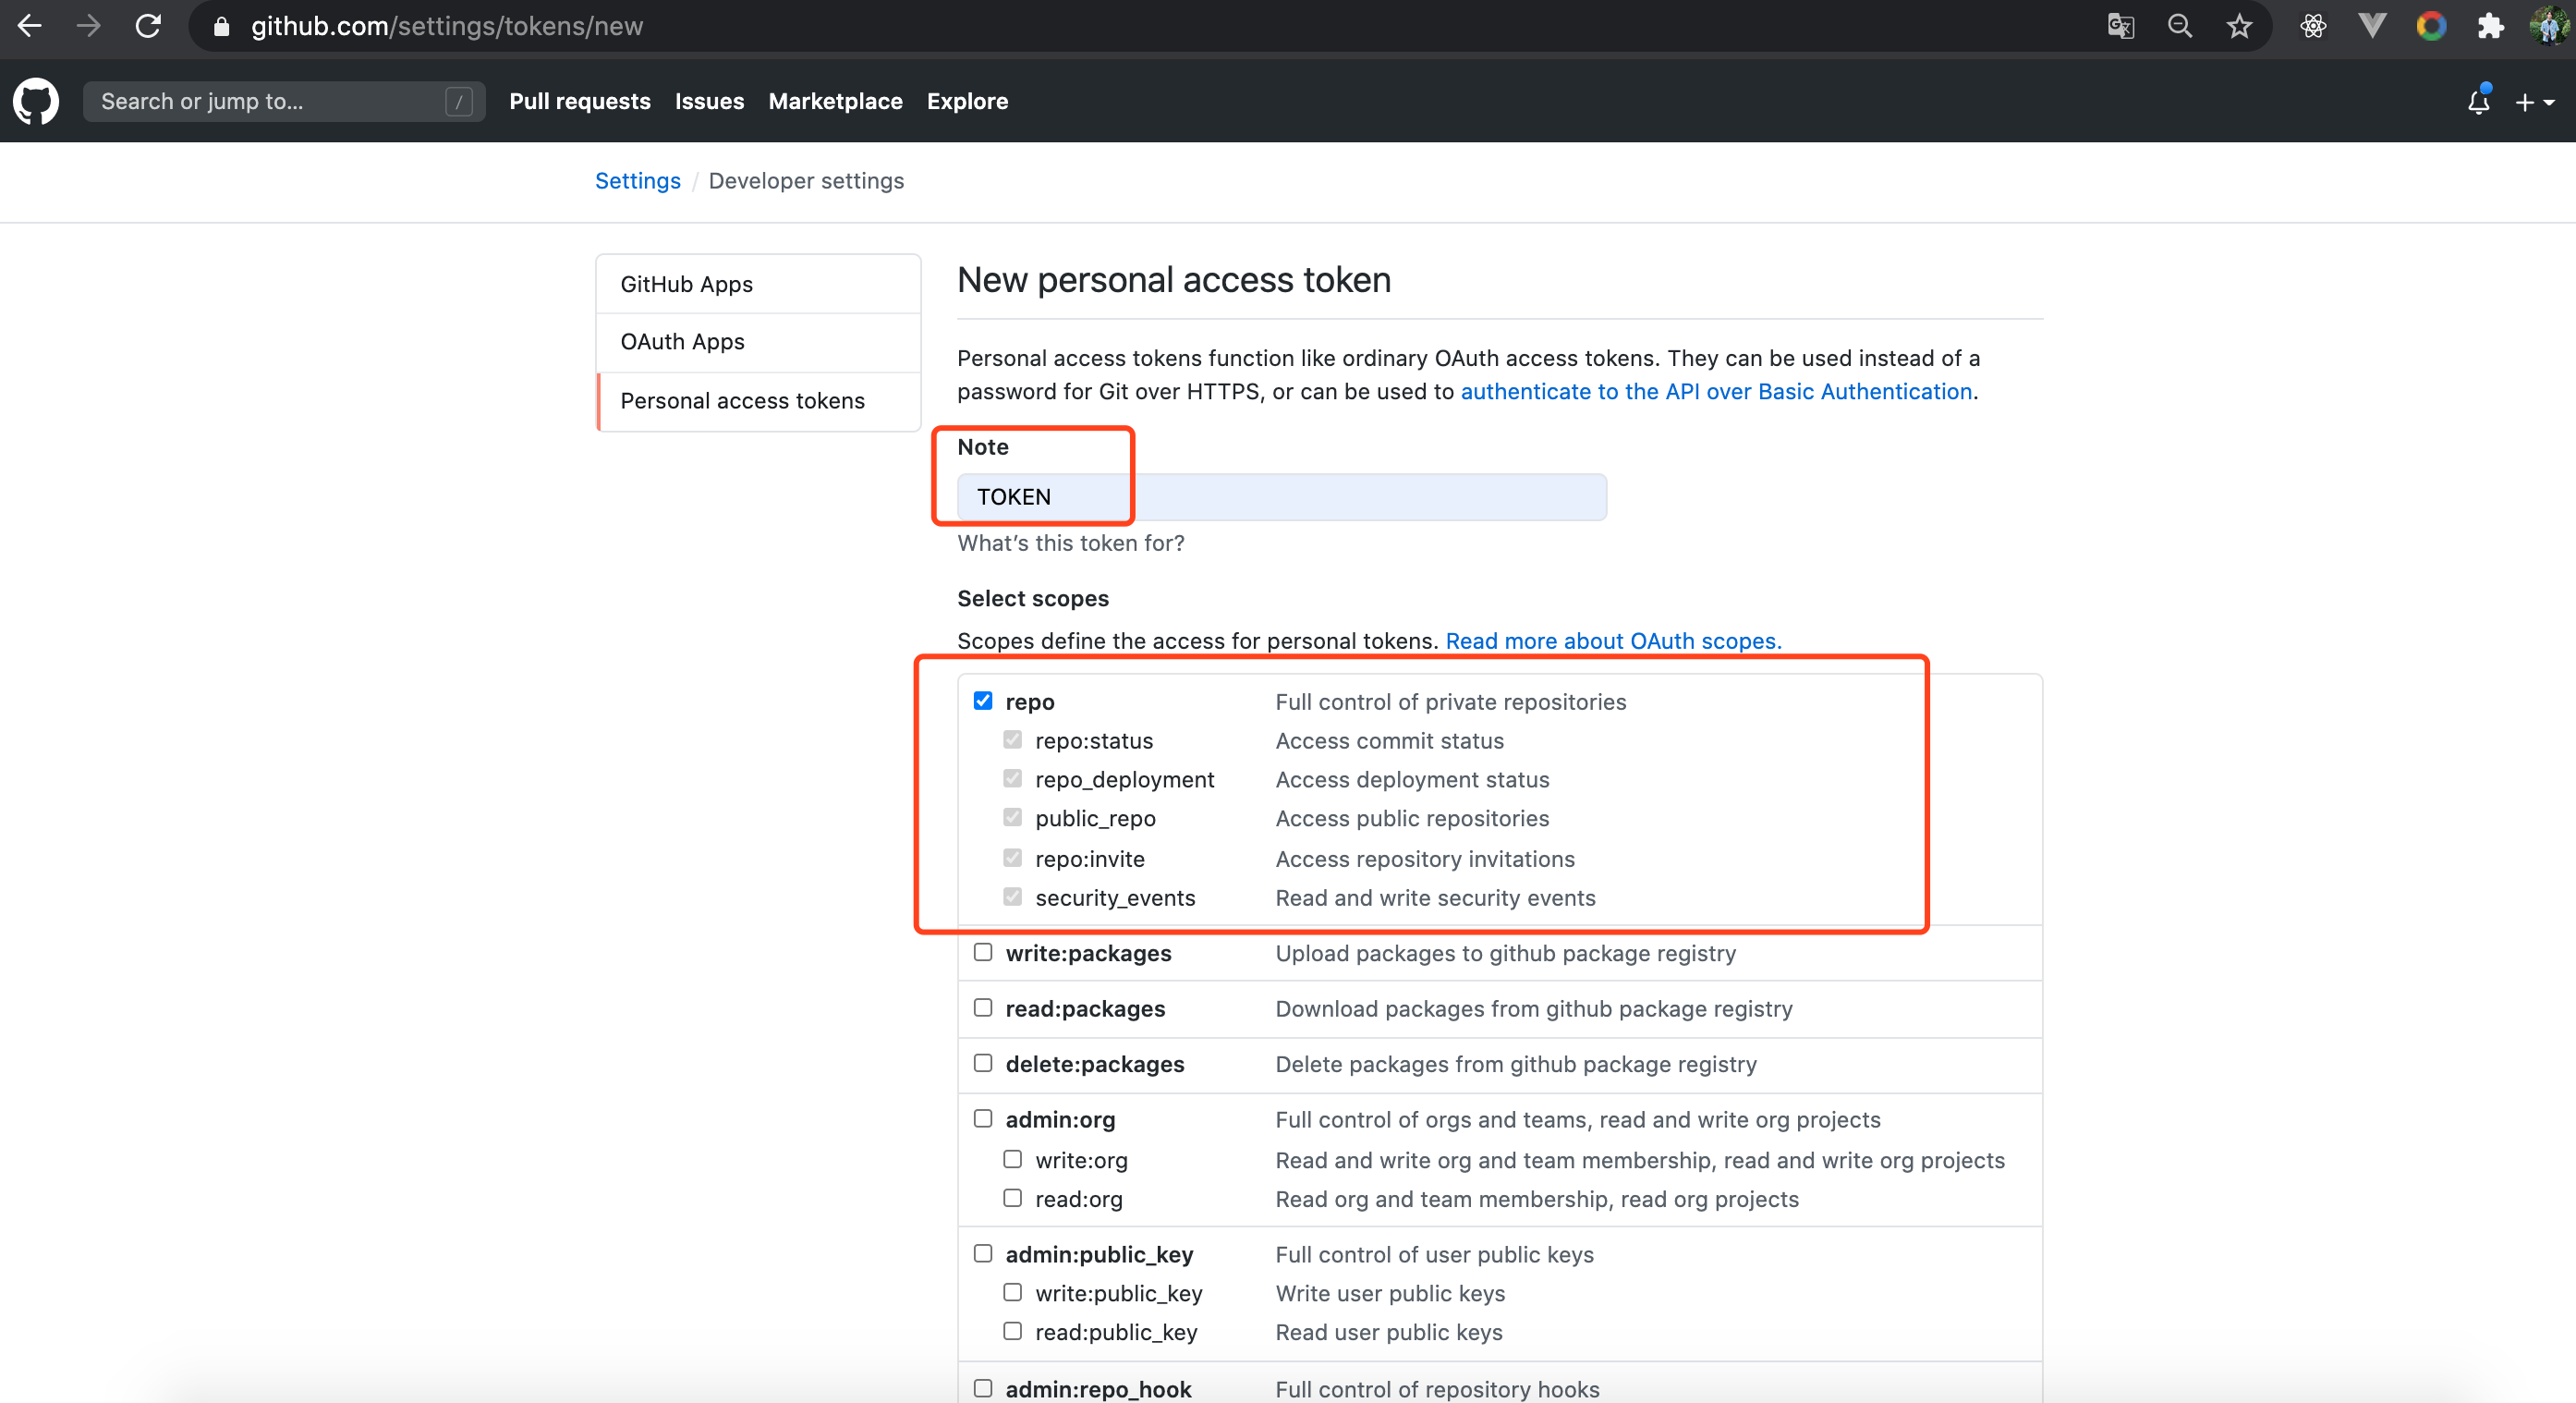 github.com/settings/tokens/new
Search or jump to... /
Pull requests Issues Marketplace Explore
Settings / Developer settings
GitHub Apps
OAuth Apps
Personal access tokens
New personal access token
Personal access tokens function like ordinary OAuth access tokens. They can be used instead of a
password for Git over HTTPS, or can be used to authenticate to the API over Basic Authentication.
Note
TOKEN
What's this token for?
Select scopes
Scopes define the access for personal tokens. Read more about OAuth scopes.
repo Full control of private repositories
repo:status Access commit status
repo_deployment Access deployment status
public_repo Access public repositories
repo:invite Access repository invitations
security_events Read and write security events
write:packages Upload packages to github package registry
read:packages Download packages from github package registry
delete:packages Delete packages from github package registry
admin:org Full control of orgs and teams, read and write org projects
write:org Read and write org and team membership, read and write org projects
read:org Read org and team membership, read org projects
admin:public_key Full control of user public keys
write:public_key Write user public keys
read:public_key Read user public keys
admin:repo_hook Full control of repository hooks